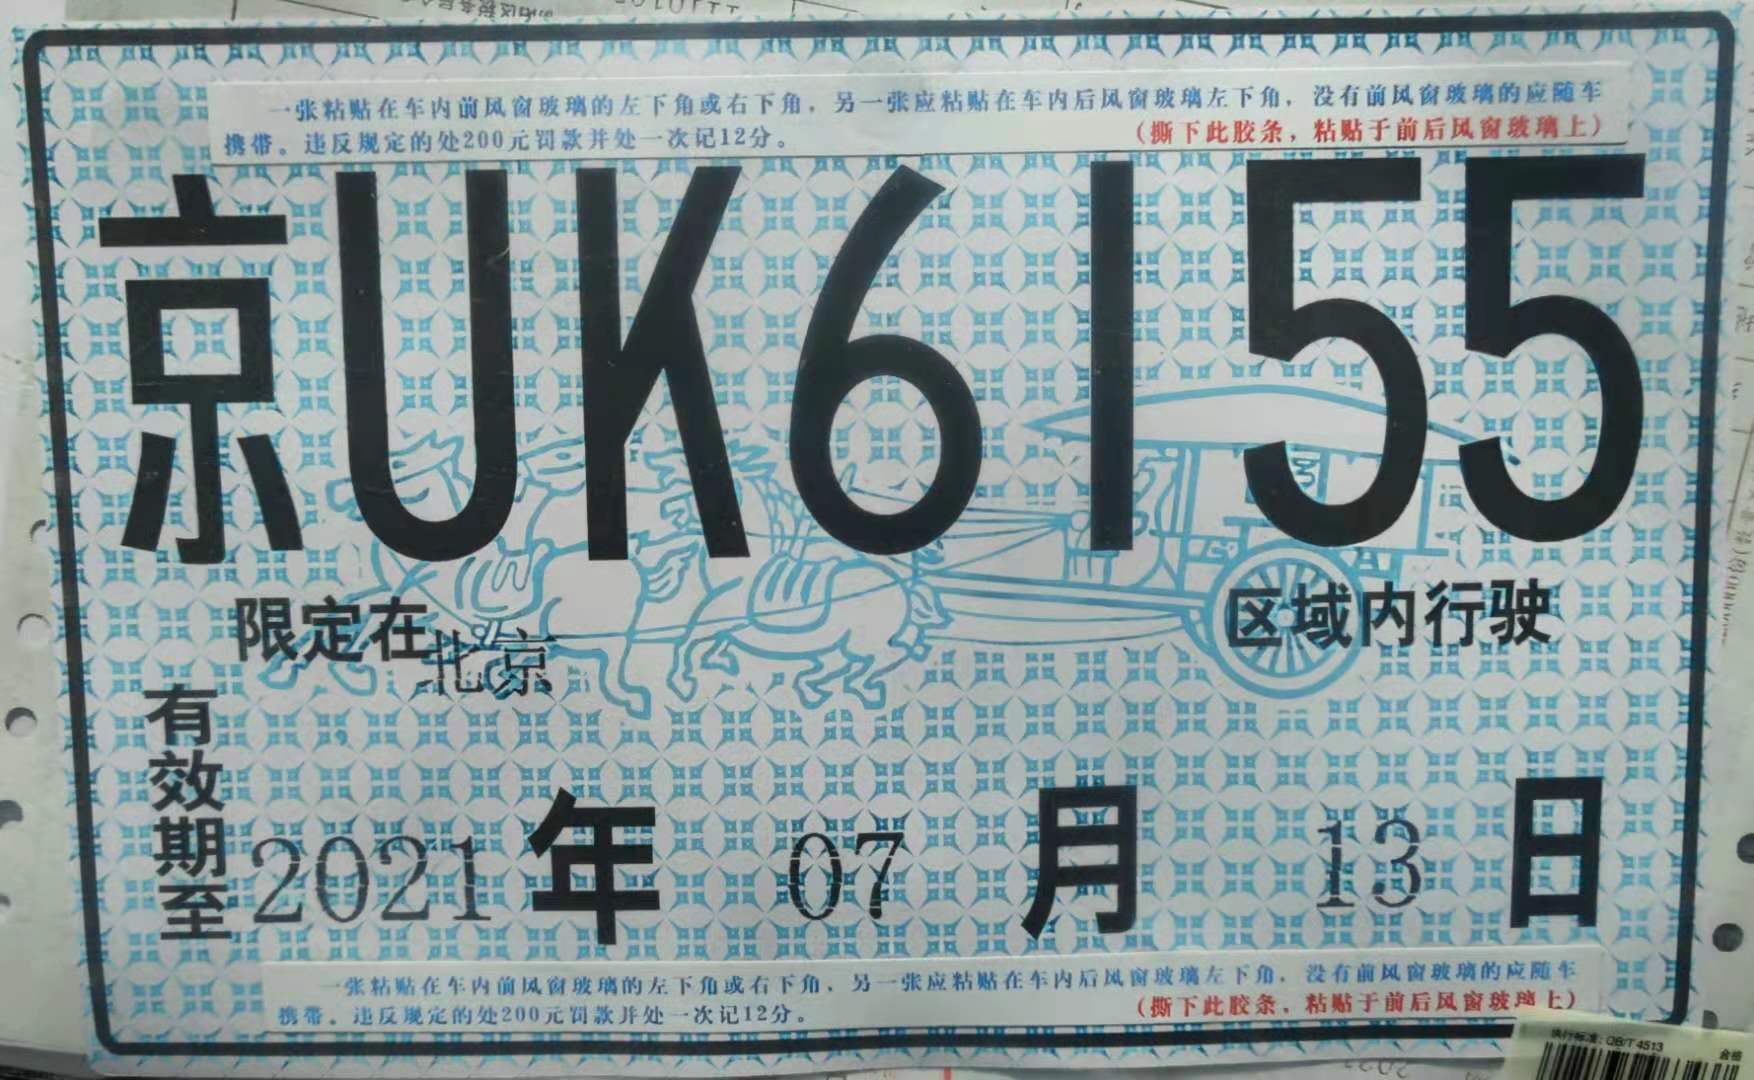 一张粘贴在车内前风窗玻璃的左下角或右下角，另一张应粘贴在车内后风窗玻璃左下角，没有前风窗玻璃的应随车
携带。违反规定的处200元罚款并处一次记12分。
(撕下此胶条，粘贴于前后风窗玻璃上)
京UK6155
限定在北京区域内行驶
有效期至2021年07月13日
一张粘贴在车内前风窗玻璃的左下角或右下角，另一张应粘贴在车内后风窗玻璃左下角，没有前风窗玻璃的应随车
携带。违反规定的处200元罚款并处一次记12分。
(撕下此胶条，粘贴于前后风窗玻璃上)
执行标准：QB/T 4513
合格